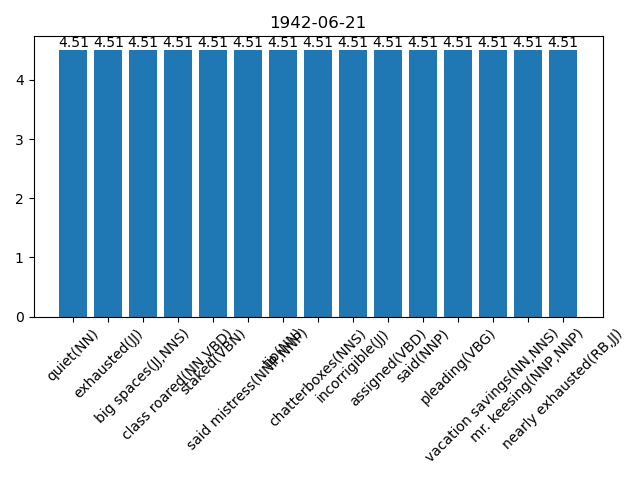 1942-06-21
4.51 4.51 4.51 4.51 4.51 4.51 4.51 4.51 4.51 4.51 4.51 4.51 4.51 4.51 4.51
4
3
2
1
0
quiet(NN)
exhausted(JJ)
big spaces(JJ,NNS)
class roared(NN,VBD)
staked(VBN)
said mistress(NNP,NNP)
chatterboxes(NNS)
incorrigible(JJ)
assigned(VBD)
said(NNP)
pleading(VBG)
vacation savings(NN,NNS)
mr. keesing(NNP,NNP)
nearly exhausted(RB,JJ)